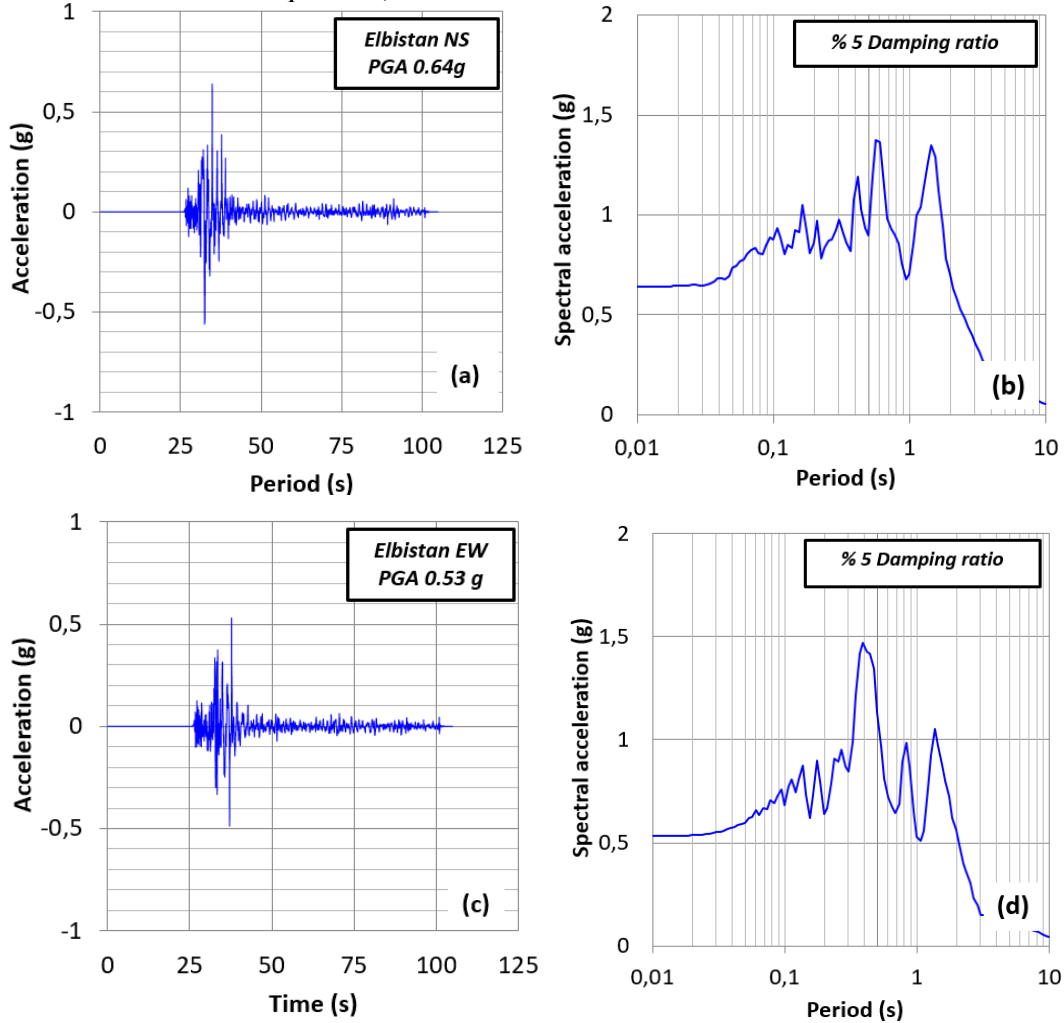 Elbistan NS
PGA 0.64g
1
0,5
0
-0,5
-1
Acceleration (g)
(a)
0 25 50 75 100 125
Period (s)
% 5 Damping ratio
2
1,5
1
0,5
0
Spectral acceleration (g)
(b)
0,01 0,1 1 10
Period (s)
Elbistan EW
PGA 0.53 g
1
0,5
0
-0,5
-1
Acceleration (g)
(c)
0 25 50 75 100 125
Time (s)
% 5 Damping ratio
2
1,5
1
0,5
0
Spectral acceleration (g)
(d)
0,01 0,1 1 10
Period (s)